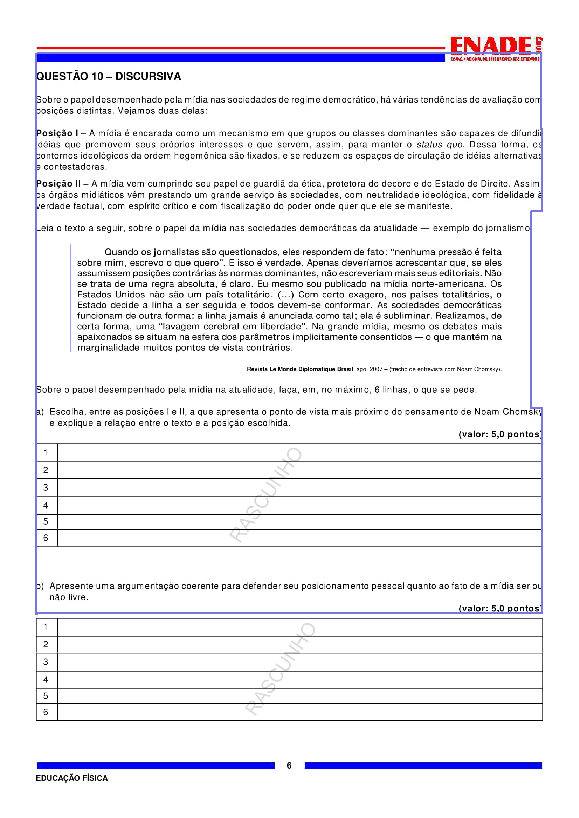 ENADE 2007
EXAME NACIONAL DE DESEMPENHO DOS ESTUDANTES
QUESTÃO 10 – DISCURSIVA
Sobre o papel desempenhado pela mídia nas sociedades de regime democrático, há várias tendências de avaliação com
posições distintas. Vejamos duas delas:
Posição I – A mídia é encarada como um mecanismo em que grupos ou classes dominantes são capazes de difundir
idéias que promovem seus próprios interesses e que servem, assim, para manter o status quo. Dessa forma, os
contornos ideológicos da ordem hegemônica são fixados, e se reduzem os espaços de circulação de idéias alternativas
e contestadoras.
Posição II – A mídia vem cumprindo seu papel de guardiã da ética, protetora do decoro e do Estado de Direito. Assim,
os órgãos midiáticos vêm prestando um grande serviço às sociedades, com neutralidade ideológica, com fidelidade à
verdade factual, com espírito crítico e com fiscalização do poder onde quer que ele se manifeste.
Leia o texto a seguir, sobre o papel da mídia nas sociedades democráticas da atualidade — exemplo do jornalismo.
Quando os jornalistas são questionados, eles respondem de fato: “nenhuma pressão é feita
sobre mim, escrevo o que quero”. E isso é verdade. Apenas deveríamos acrescentar que, se eles
assumissem posições contrárias às normas dominantes, não escreveriam mais seus editoriais. Não
se trata de uma regra absoluta, é claro. Eu mesmo sou publicado na mídia norte-americana. Os
Estados Unidos não são um país totalitário. (...) Com certo exagero, nos países totalitários, o
Estado decide a linha a ser seguida e todos devem-se conformar. As sociedades democráticas
funcionam de outra forma: a linha jamais é anunciada como tal; ela é subliminar. Realizamos, de
certa forma, uma “lavagem cerebral em liberdade”. Na grande mídia, mesmo os debates mais
apaixonados se situam na esfera dos parâmetros implicitamente consentidos — o que mantém na
marginalidade muitos pontos de vista contrários.
Revista Le Monde Diplomatique Brasil, ago. 2007 – (trecho de entrevista com Noam Chomsky).
Sobre o papel desempenhado pela mídia na atualidade, faça, em, no máximo, 6 linhas, o que se pede.
a) Escolha, entre as posições I e II, a que apresenta o ponto de vista mais próximo do pensamento de Noam Chomsky
e explique a relação entre o texto e a posição escolhida.
(valor: 5,0 pontos)
1
2
3
4
5
6
RASCUNHO
b) Apresente uma argumentação coerente para defender seu posicionamento pessoal quanto ao fato de a mídia ser ou
não livre.
(valor: 5,0 pontos)
1
2
3
4
5
6
RASCUNHO
6
EDUCAÇÃO FÍSICA